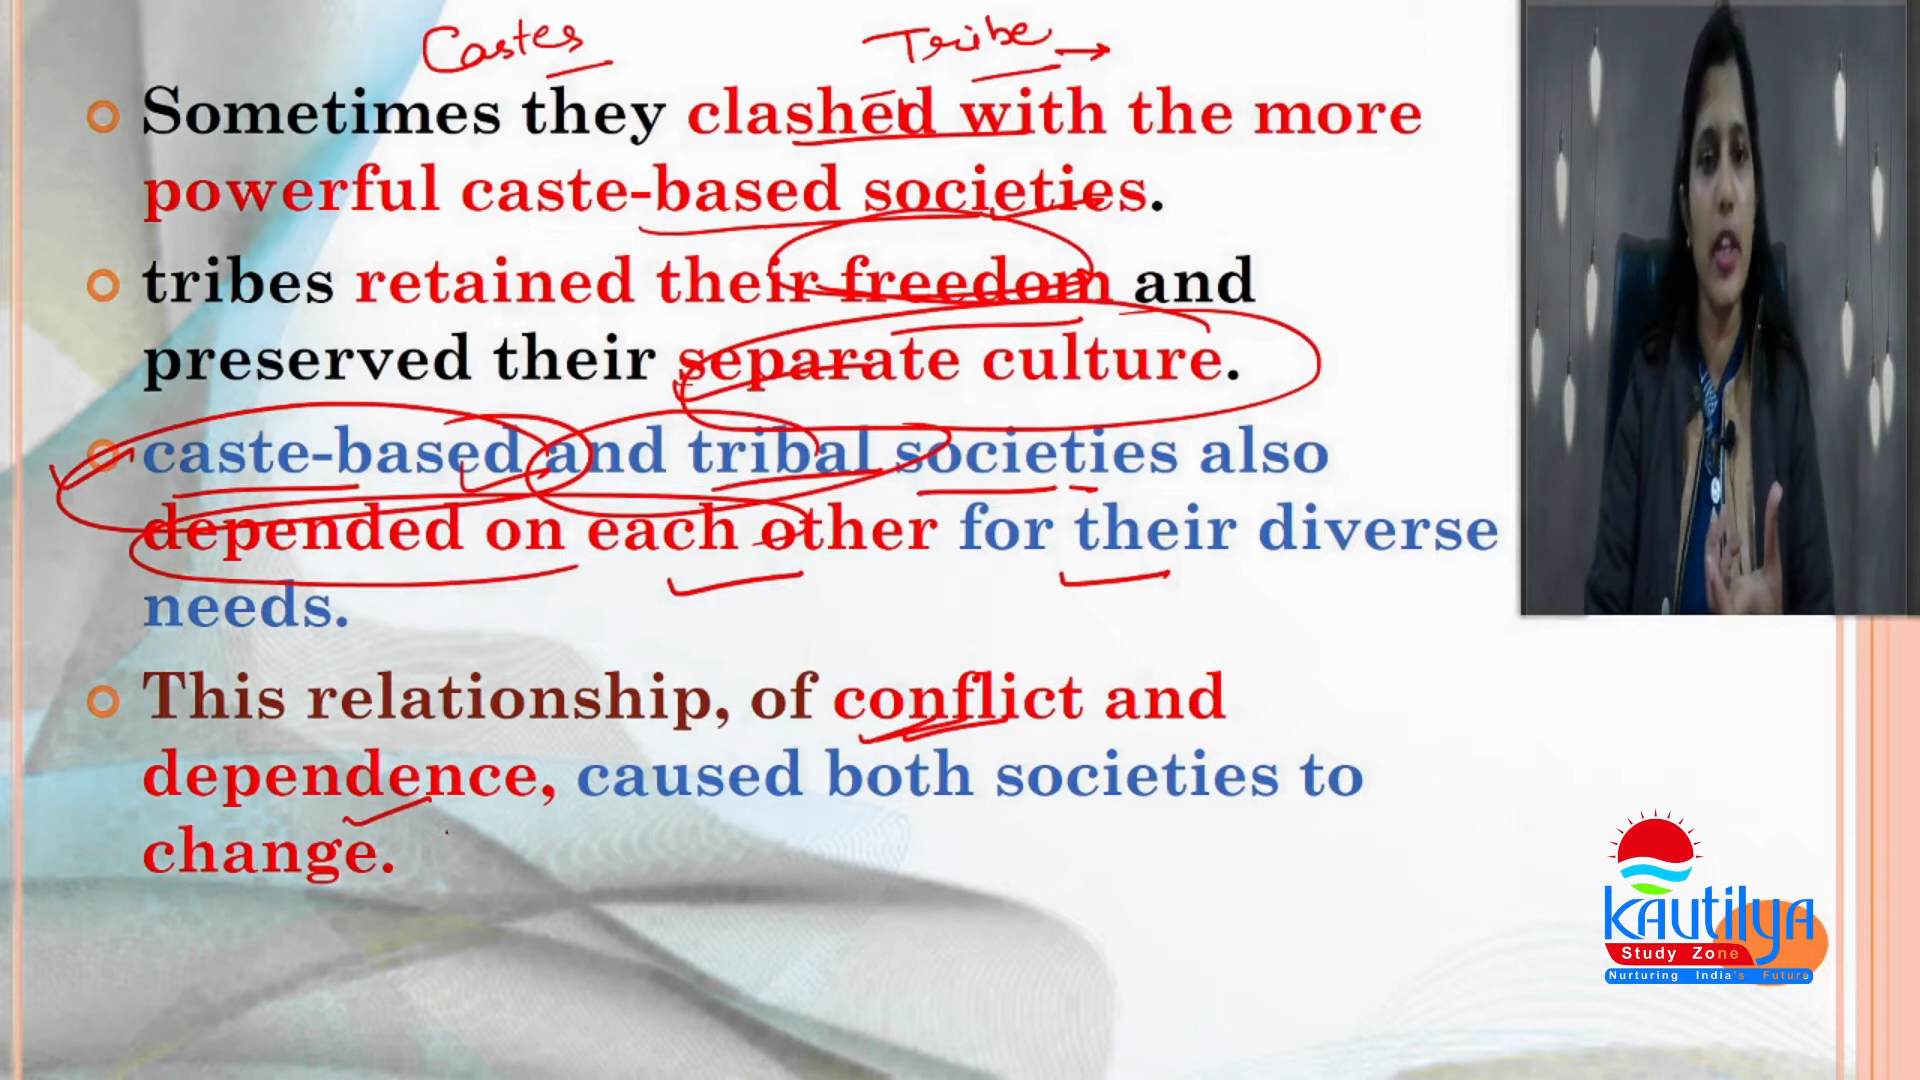 Castes Tribe →
Sometimes they clashed with the more
powerful caste-based societies.
tribes retained their freedom and
preserved their separate culture.
caste-based and tribal societies also
depended on each other for their diverse
needs.
This relationship, of conflict and
dependence, caused both societies to
change.
Kautilya
Study Zone
Nurturing India's Future